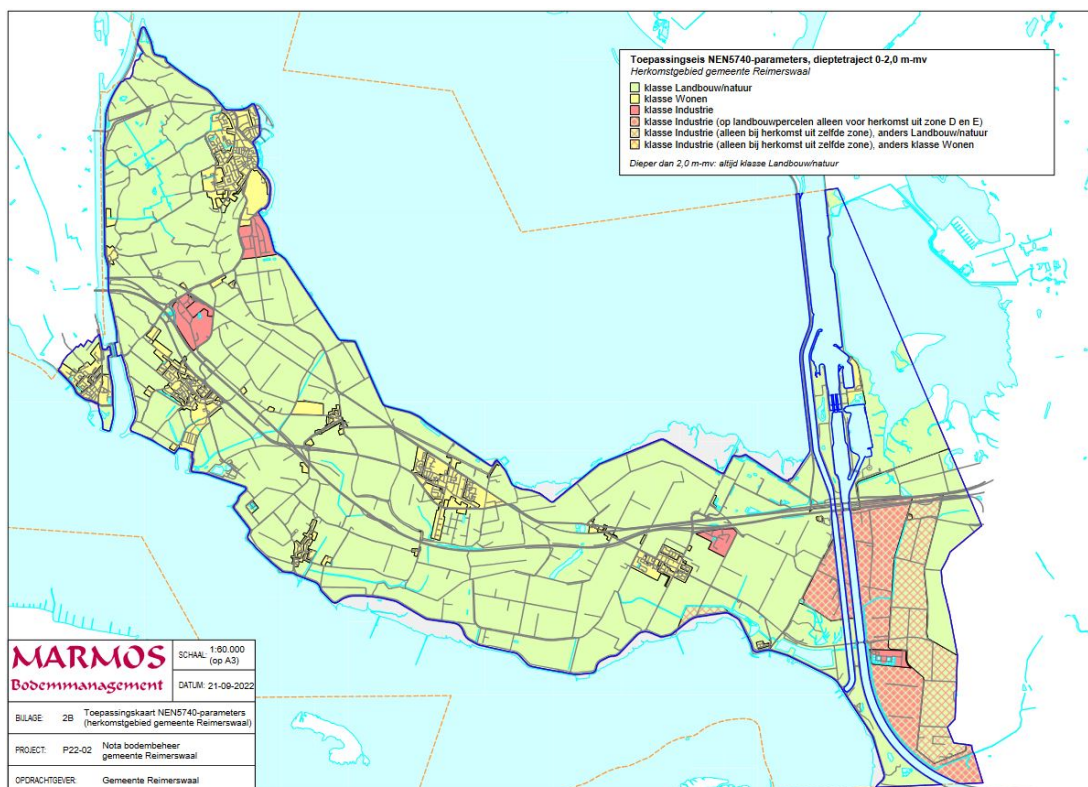 Toepassingseis NEN5740-parameters, dieptetraject 0-2,0 m-mv
Herkomstgebied gemeente Reimerswaal
klasse Landbouw/natuur
klasse Wonen
klasse Industrie
klasse Industrie (op landbouwpercelen alleen voor herkomst uit zone D en E)
klasse Industrie (alleen bij herkomst uit zelfde zone), anders Landbouw/natuur
klasse Industrie (alleen bij herkomst uit zelfde zone), anders klasse Wonen
Dieper dan 2,0 m-mv: altijd klasse Landbouw/natuur
MARMOS
Bodemmanagement
SCHAAL: 1:60.000
(op A3)
DATUM: 21-09-2022
BIJLAGE: 2B Toepassingskaart NEN5740-parameters
(herkomstgebied gemeente Reimerswaal)
PROJECT: P22-02 Nota bodembeheer
gemeente Reimerswaal
OPDRACHTGEVER: Gemeente Reimerswaal